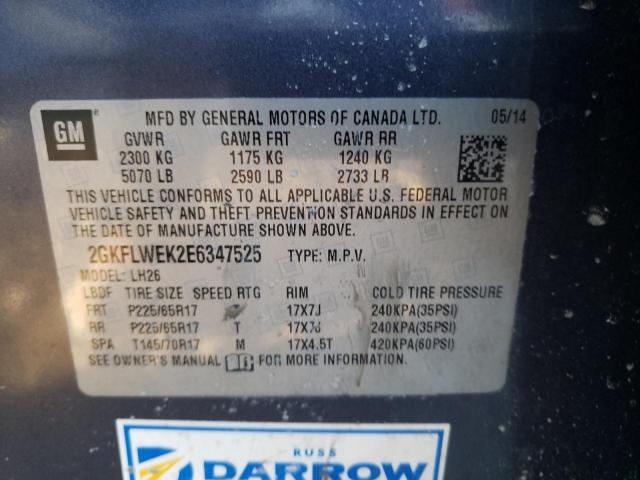 GM
MFD BY GENERAL MOTORS OF CANADA LTD. 05/14
GVWR GAWR FRT GAWR RR
2300 KG 1175 KG 1240 KG
5070 LB 2590 LB 2733 LB
THIS VEHICLE CONFORMS TO ALL APPLICABLE U.S. FEDERAL MOTOR
VEHICLE SAFETY AND THEFT PREVENTION STANDARDS IN EFFECT ON
THE DATE OF MANUFACTURE SHOWN ABOVE.
2GKFLWEK2E6347525 TYPE: M.P.V.
MODEL: LH26
LBDF TIRE SIZE SPEED RTG RIM COLD TIRE PRESSURE
FRT P225/65R17 17X7J 240KPA(35PSI)
RR P225/65R17 T 17X7J 240KPA(35PSI)
SPA T145/70R17 M 17X4.5T 420KPA(60PSI)
SEE OWNER'S MANUAL FOR MORE INFORMATION.
RUSS
DARROW